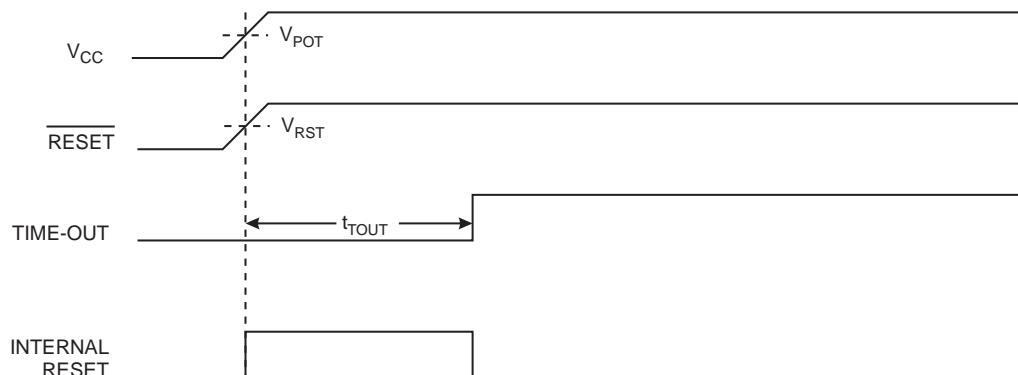 VCC
VPOT
RESET
VRST
TIME-OUT
tTOUT
INTERNAL
RESET